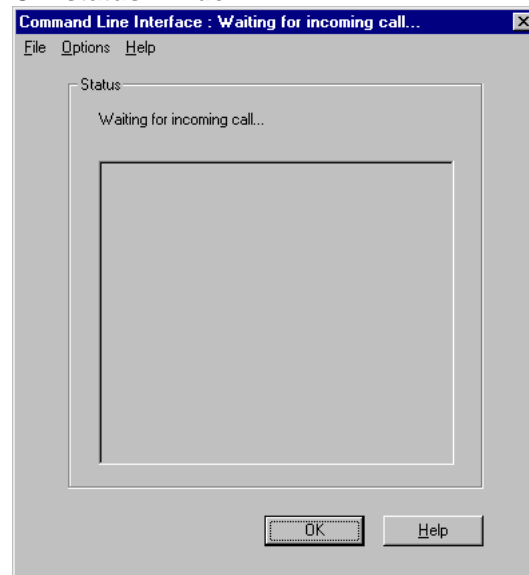 Command Line Interface : Waiting for incoming call...
File Options Help
Status
Waiting for incoming call...
OK Help